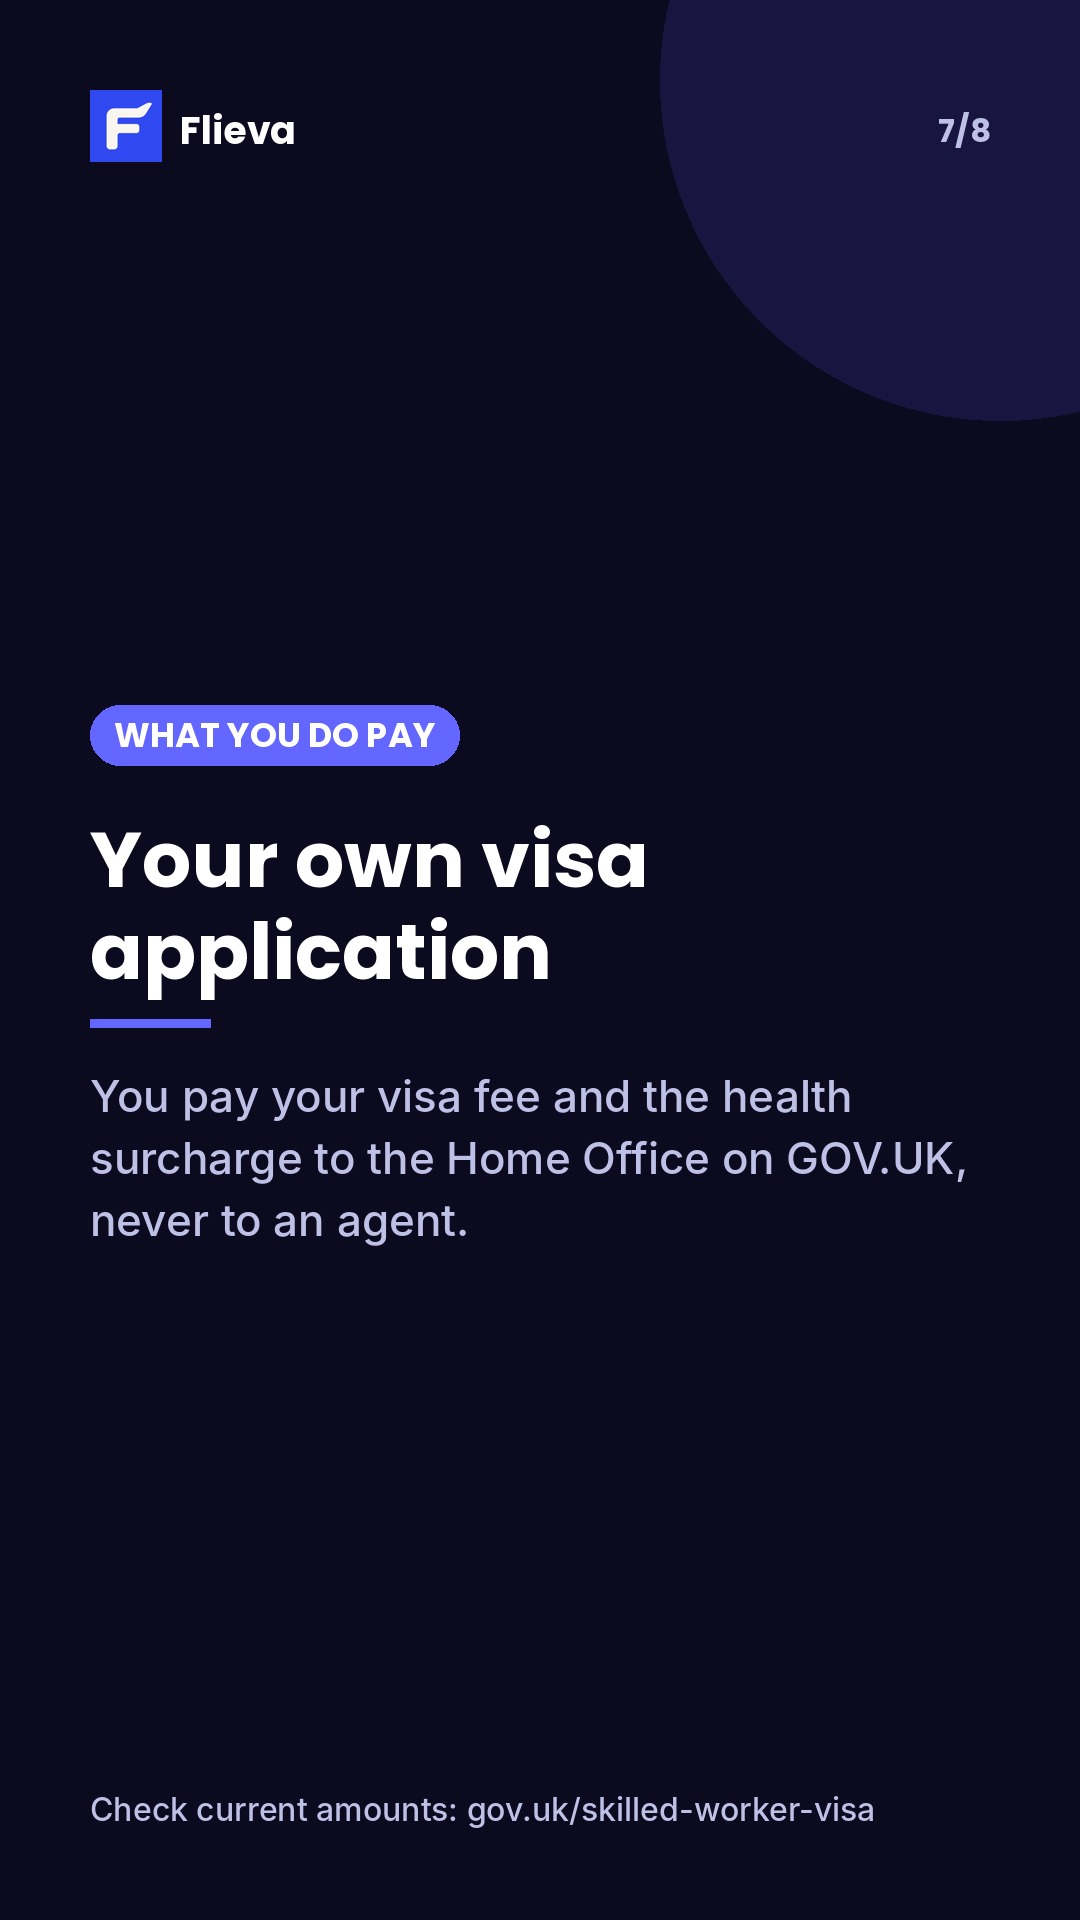 Flieva
7/8
WHAT YOU DO PAY
Your own visa
application
You pay your visa fee and the health
surcharge to the Home Office on GOV.UK,
never to an agent.
Check current amounts: gov.uk/skilled-worker-visa